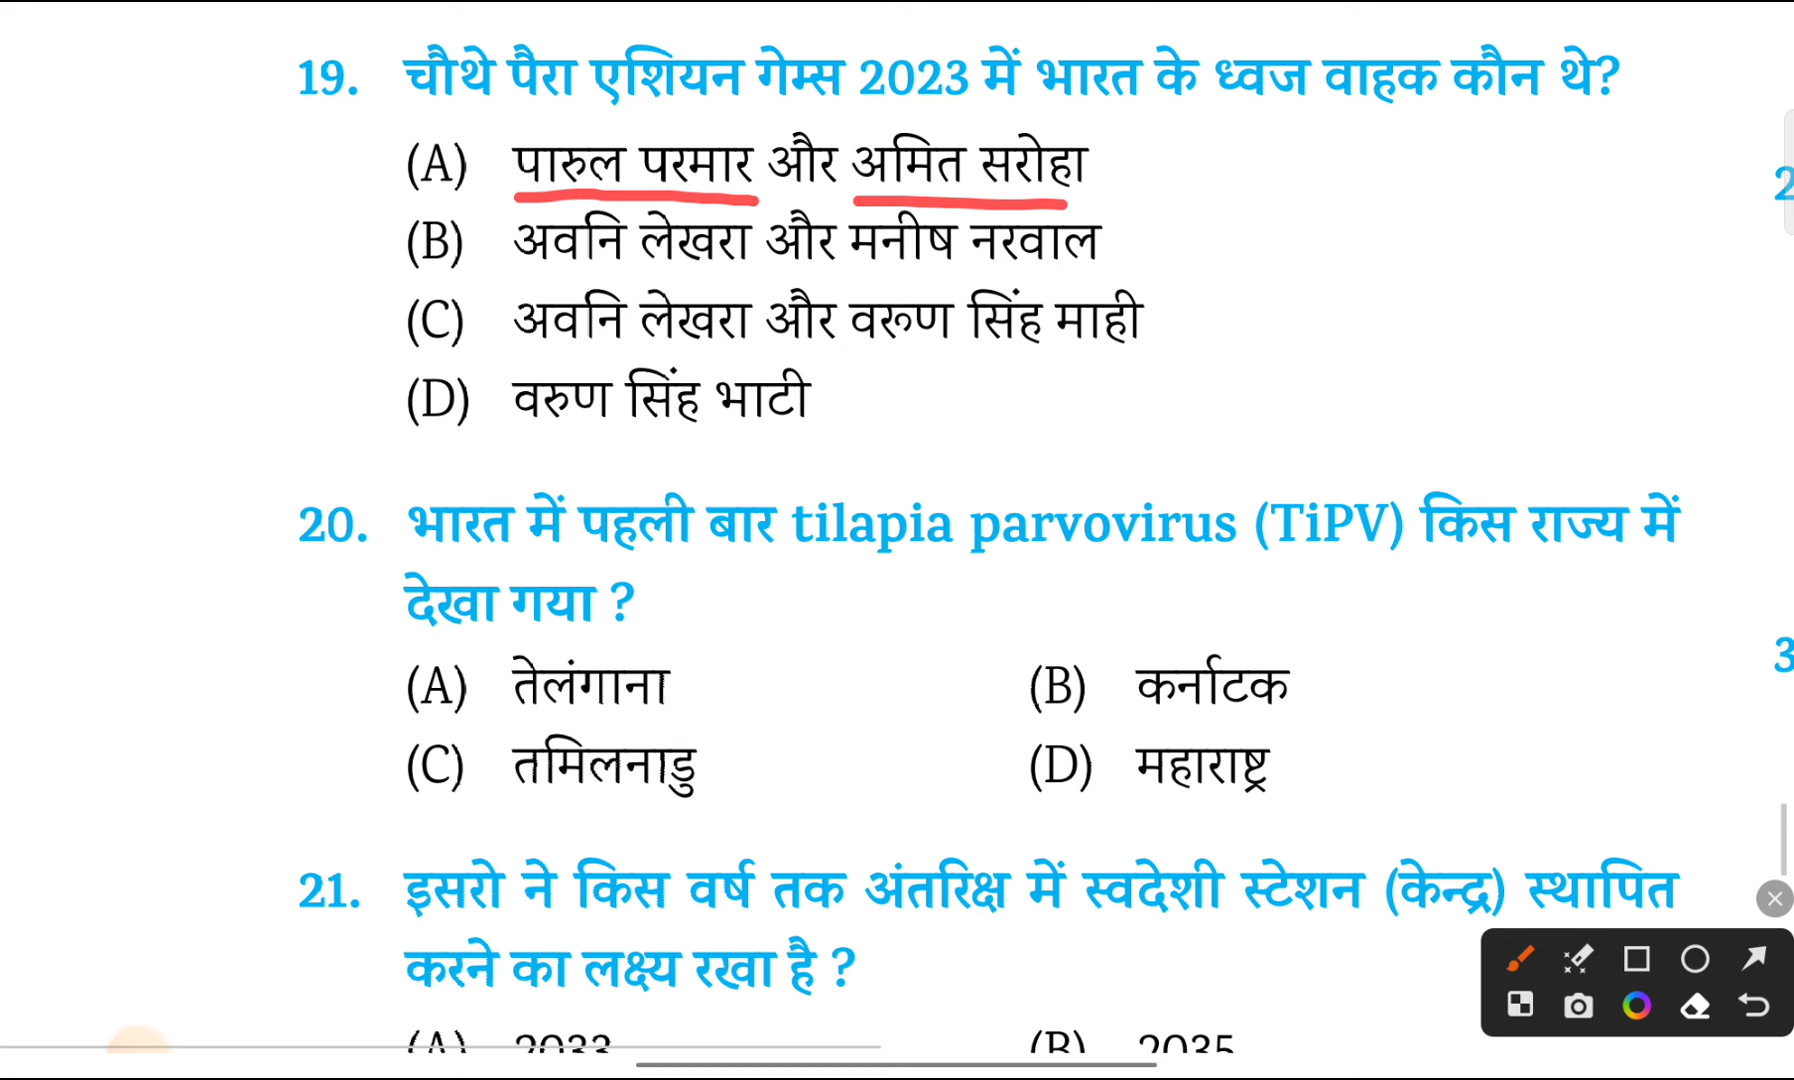 19. चौथे पैरा एशियन गेम्स 2023 में भारत के ध्वज वाहक कौन थे?
(A) पारुल परमार और अमित सरोहा
(B) अवनि लेखरा और मनीष नरवाल
(C) अवनि लेखरा और वरूण सिंह माही
(D) वरुण सिंह भाटी
20. भारत में पहली बार tilapia parvovirus (TiPV) किस राज्य में
देखा गया ?
(A) तेलंगाना (B) कर्नाटक
(C) तमिलनाडु (D) महाराष्ट्र
21. इसरो ने किस वर्ष तक अंतरिक्ष में स्वदेशी स्टेशन (केन्द्र) स्थापित
करने का लक्ष्य रखा है ?
(A) 2033 (B) 2035